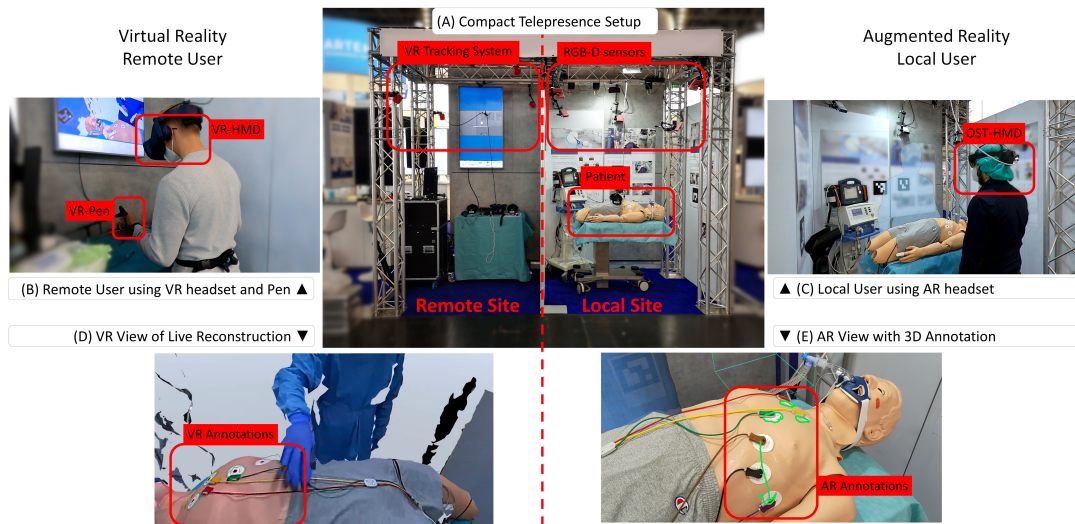 (A) Compact Telepresence Setup
Virtual Reality
Remote User
VR Tracking System
RGB-D sensors
Augmented Reality
Local User
VR-HMD
OST-HMD
VR-Pen
Patient
Remote Site
Local Site
(B) Remote User using VR headset and Pen ▲
▲ (C) Local User using AR headset
(D) VR View of Live Reconstruction ▼
▼ (E) AR View with 3D Annotation
VR Annotations
AR Annotations